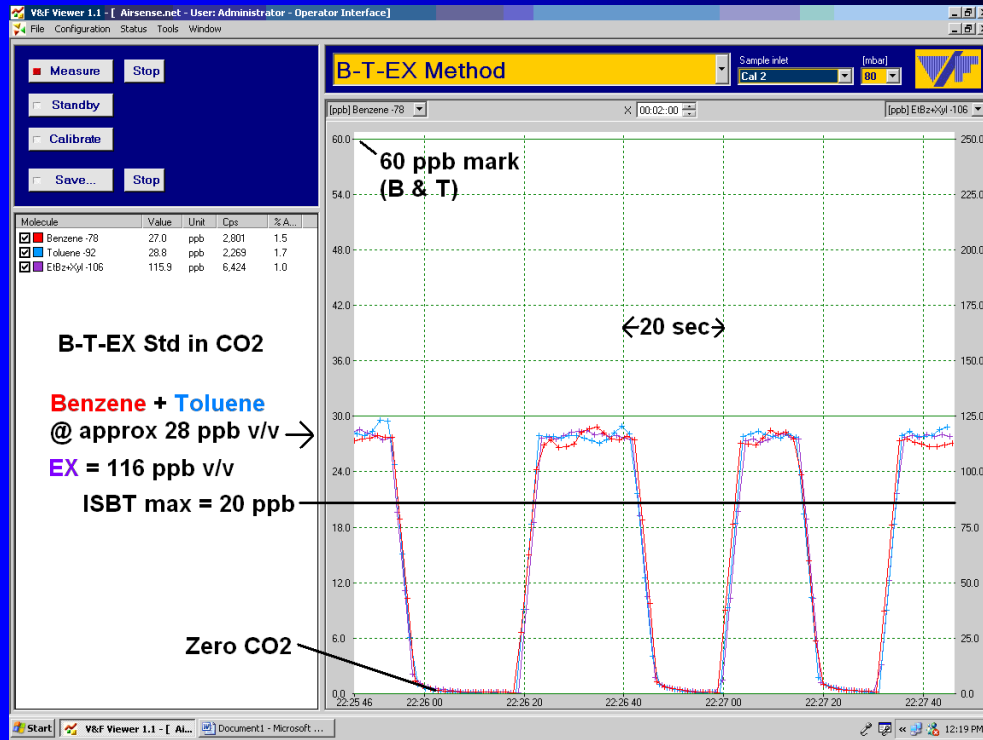 V&F Viewer 1.1 - [ Airsense.net - User: Administrator - Operator Interface]
File Configuration Status Tools Window
Measure Stop
Standby
Calibrate
Save... Stop
B-T-EX Method
Sample inlet
Cal 2
[mbar]
80
[ppb] Benzene -78
X 00:02:00
[ppb] EtBz+Xyl -106
Molecule Value Unit Cps % A...
Benzene -78 27.0 ppb 2,801 1.5
Toluene -92 28.8 ppb 2,269 1.7
EtBz+Xyl -106 115.9 ppb 6,424 1.0
B-T-EX Std in CO2
Benzene + Toluene
@ approx 28 ppb v/v
EX = 116 ppb v/v
ISBT max = 20 ppb
Zero CO2
60 ppb mark
(B & T)
20 sec
60.0 250.0
54.0 225.0
48.0 200.0
42.0 175.0
36.0 150.0
30.0 125.0
24.0 100.0
18.0 75.0
12.0 50.0
6.0 25.0
0.0 0.0
22:25 46 22:26 00 22:26 20 22:26 40 22:27 00 22:27 20 22:27 40
Start V&F Viewer 1.1 - [ Ai... Document1 - Microsoft ... 12:19 PM